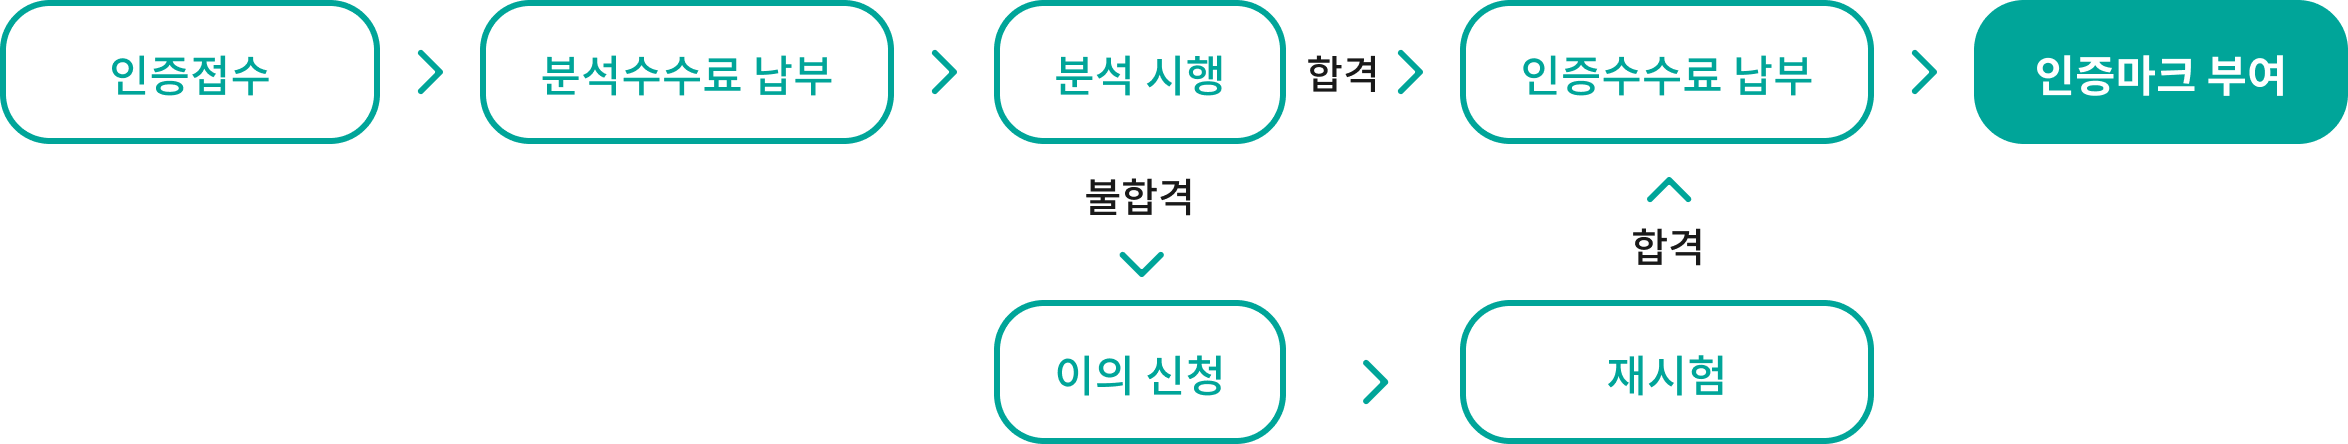 인증접수
분석수수료 납부
분석 시행
합격
인증수수료 납부
인증마크 부여
불합격
합격
이의 신청
재시험